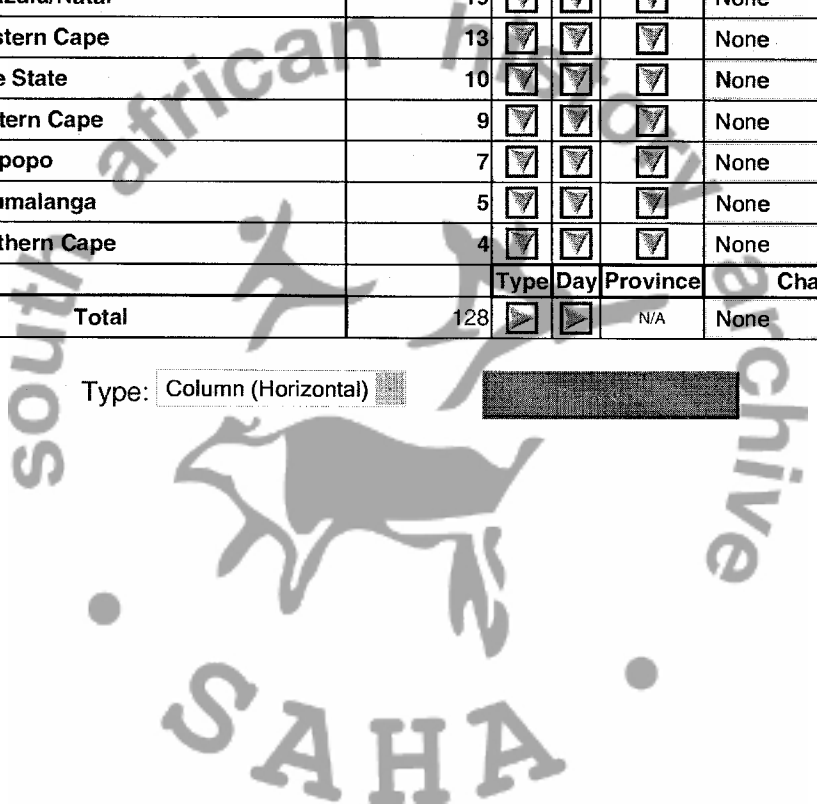 stern Cape 13 None
e State 10 None
tern Cape 9 None
popo 7 None
umalanga 5 None
thern Cape 4 None
Type Day Province Cha
Total 128 N/A None
Type: Column (Horizontal)
south african history archive
SAHA